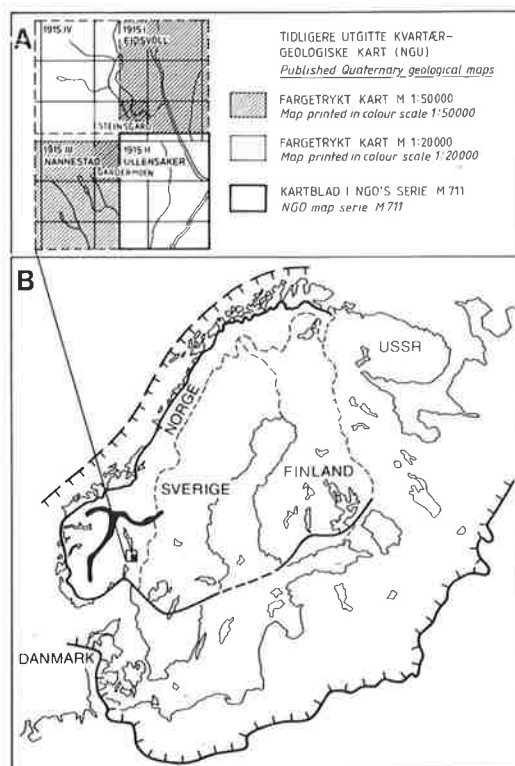 A
1915 IV
1915 I
EIDSVOLL
STEINSGARD
1915 III
NANNESTAD
1915 II
ULLENSAKER
GARDERMOEN
TIDLIGERE UTGITTE KVARTÆR-
GEOLOGISKE KART (NGU)
Published Quaternary geological maps
FARGETRYKT KART M 1:50000
Map printed in colour scale 1:50000
FARGETRYKT KART M 1:20000
Map printed in colour scale 1:20000
KARTBLAD I NGO'S SERIE M 711
NGO map serie M 711
B
USSR
NORGE
SVERIGE
FINLAND
DANMARK